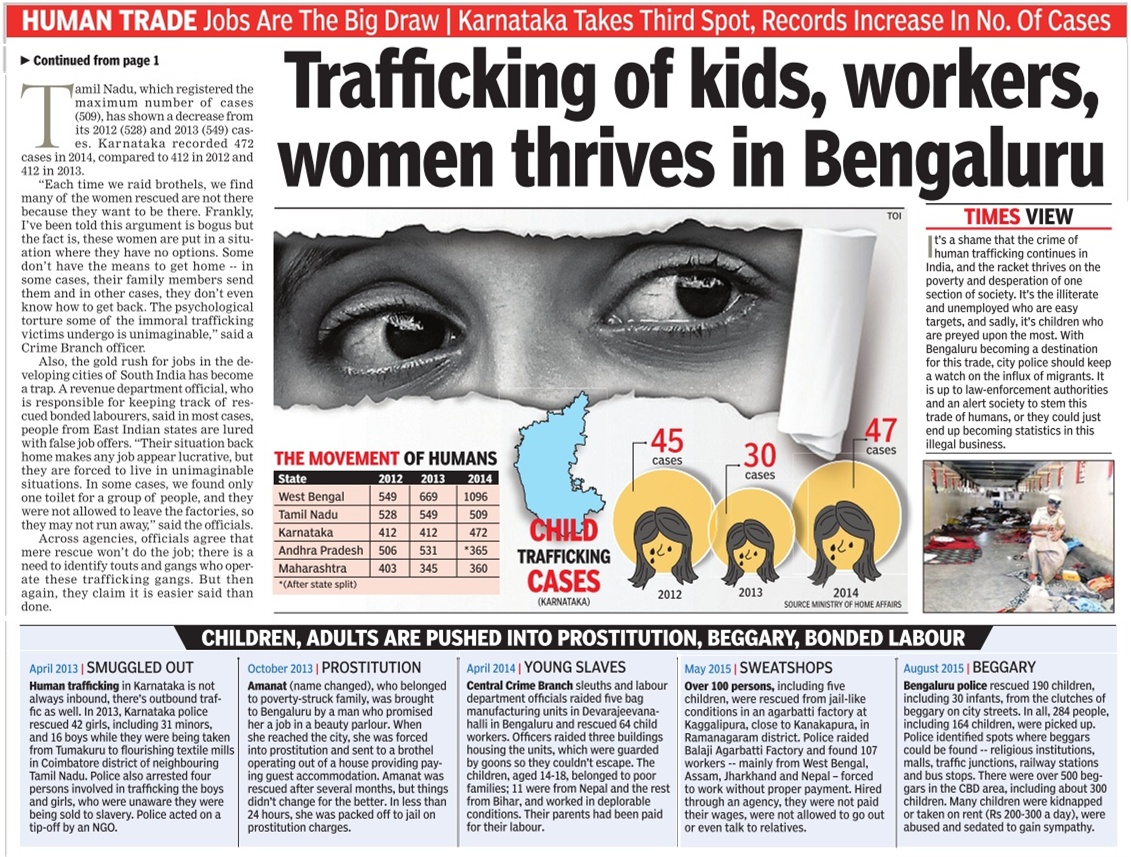 HUMAN TRADE Jobs Are The Big Draw | Karnataka Takes Third Spot, Records Increase In No. Of Cases
▶ Continued from page 1
Trafficking of kids, workers,
women thrives in Bengaluru
Tamil Nadu, which registered the
maximum number of cases
(509), has shown a decrease from
its 2012 (528) and 2013 (549) cas-
es. Karnataka recorded 472
cases in 2014, compared to 412 in 2012 and
412 in 2013.
“Each time we raid brothels, we find
many of the women rescued are not there
because they want to be there. Frankly,
I've been told this argument is bogus but
the fact is, these women are put in a situ-
ation where they have no options. Some
don't have the means to get home -- in
some cases, their family members send
them and in other cases, they don't even
know how to get back. The psychological
torture some of the immoral trafficking
victims undergo is unimaginable,” said a
Crime Branch officer.
Also, the gold rush for jobs in the de-
veloping cities of South India has become
a trap. A revenue department official, who
is responsible for keeping track of res-
cued bonded labourers, said in most cases,
people from East Indian states are lured
with false job offers. “Their situation back
home makes any job appear lucrative, but
they are forced to live in unimaginable
situations. In some cases, we found only
one toilet for a group of people, and they
were not allowed to leave the factories, so
they may not run away,” said the officials.
Across agencies, officials agree that
mere rescue won't do the job; there is a
need to identify touts and gangs who oper-
ate these trafficking gangs. But then
again, they claim it is easier said than
done.
TOI
THE MOVEMENT OF HUMANS
State 2012 2013 2014
West Bengal 549 669 1096
Tamil Nadu 528 549 509
Karnataka 412 412 472
Andhra Pradesh 506 531 *365
Maharashtra 403 345 360
*(After state split)
CHILD
TRAFFICKING
CASES
(KARNATAKA)
45
cases
2012
30
cases
2013
47
cases
2014
SOURCE MINISTRY OF HOME AFFAIRS
TIMES VIEW
It's a shame that the crime of
human trafficking continues in
India, and the racket thrives on the
poverty and desperation of one
section of society. It's the illiterate
and unemployed who are easy
targets, and sadly, it's children who
are preyed upon the most. With
Bengaluru becoming a destination
for this trade, city police should keep
a watch on the influx of migrants. It
is up to law-enforcement authorities
and an alert society to stem this
trade of humans, or they could just
end up becoming statistics in this
illegal business.
CHILDREN, ADULTS ARE PUSHED INTO PROSTITUTION, BEGGARY, BONDED LABOUR
April 2013 | SMUGGLED OUT
Human trafficking in Karnataka is not
always inbound, there's outbound traf-
fic as well. In 2013, Karnataka police
rescued 42 girls, including 31 minors,
and 16 boys while they were being taken
from Tumakuru to flourishing textile mills
in Coimbatore district of neighbouring
Tamil Nadu. Police also arrested four
persons involved in trafficking the boys
and girls, who were unaware they were
being sold to slavery. Police acted on a
tip-off by an NGO.
October 2013 | PROSTITUTION
Amanat (name changed), who belonged
to poverty-struck family, was brought
to Bengaluru by a man who promised
her a job in a beauty parlour. When
she reached the city, she was forced
into prostitution and sent to a brothel
operating out of a house providing pay-
ing guest accommodation. Amanat was
rescued after several months, but things
didn't change for the better. In less than
24 hours, she was packed off to jail on
prostitution charges.
April 2014 | YOUNG SLAVES
Central Crime Branch sleuths and labour
department officials raided five bag
manufacturing units in Devarajeevana-
halli in Bengaluru and rescued 64 child
workers. Officers raided three buildings
housing the units, which were guarded
by goons so they couldn't escape. The
children, aged 14-18, belonged to poor
families; 11 were from Nepal and the rest
from Bihar, and worked in deplorable
conditions. Their parents had been paid
for their labour.
May 2015 | SWEATSHOPS
Over 100 persons, including five
children, were rescued from jail-like
conditions in an agarbatti factory at
Kaggalipura, close to Kanakapura, in
Ramanagaram district. Police raided
Balaji Agarbatti Factory and found 107
workers -- mainly from West Bengal,
Assam, Jharkhand and Nepal – forced
to work without proper payment. Hired
through an agency, they were not paid
their wages, were not allowed to go out
or even talk to relatives.
August 2015 | BEGGARY
Bengaluru police rescued 190 children,
including 30 infants, from the clutches of
beggary on city streets. In all, 284 people,
including 164 children, were picked up.
Police identified spots where beggars
could be found -- religious institutions,
malls, traffic junctions, railway stations
and bus stops. There were over 500 beg-
gars in the CBD area, including about 300
children. Many children were kidnapped
or taken on rent (Rs 200-300 a day), were
abused and sedated to gain sympathy.